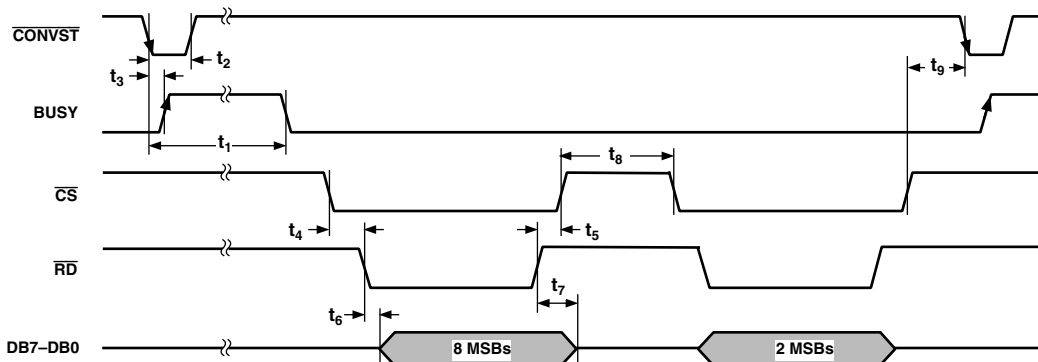 CONVST
t2
t3
t9
BUSY
t1
t8
CS
t4
t5
RD
t7
t6
DB7–DB0
8 MSBs
2 MSBs